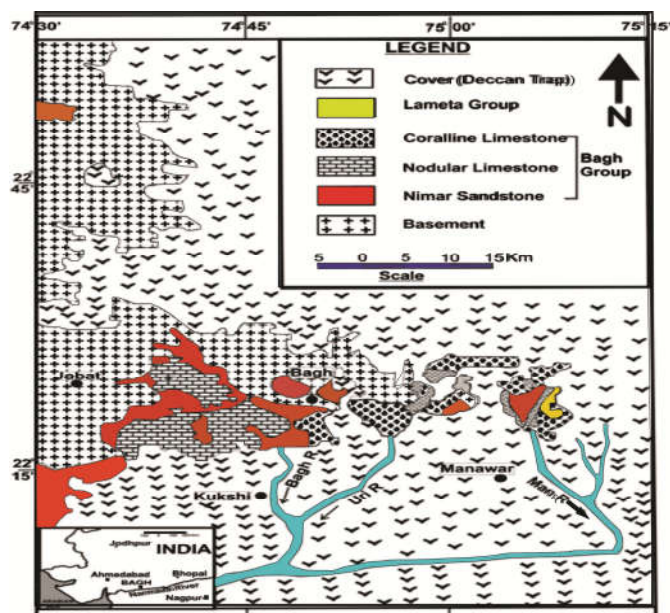 74°30' 74°45' 75°00' 75°15'
LEGEND
Cover (Deccan Trap)
Lameta Group
Coralline Limestone
Nodular Limestone
Bagh
Group
Nimar Sandstone
Basement
N
5 0 5 10 15Km
Scale
22°
45'
Jobat
Bagh
22°
15'
Kukshi
Bagh R
Uri R
Manawar
Man R
INDIA
Jodhpur
Ahmedabad
Bhopal
BAGH
Narmada River
Nagpur